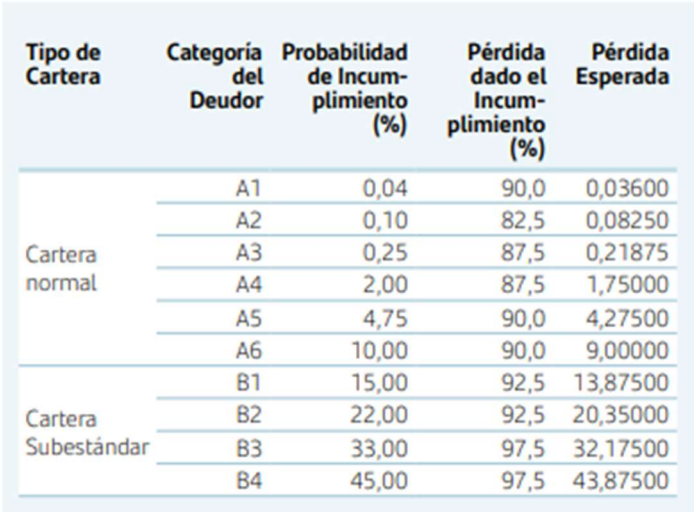 Tipo de Cartera Categoría del Deudor Probabilidad de Incum-plimiento (%) Pérdida dado el Incum-plimiento (%) Pérdida Esperada
Cartera normal
A1 0,04 90,0 0,03600
A2 0,10 82,5 0,08250
A3 0,25 87,5 0,21875
A4 2,00 87,5 1,75000
A5 4,75 90,0 4,27500
A6 10,00 90,0 9,00000
Cartera Subestándar
B1 15,00 92,5 13,87500
B2 22,00 92,5 20,35000
B3 33,00 97,5 32,17500
B4 45,00 97,5 43,87500